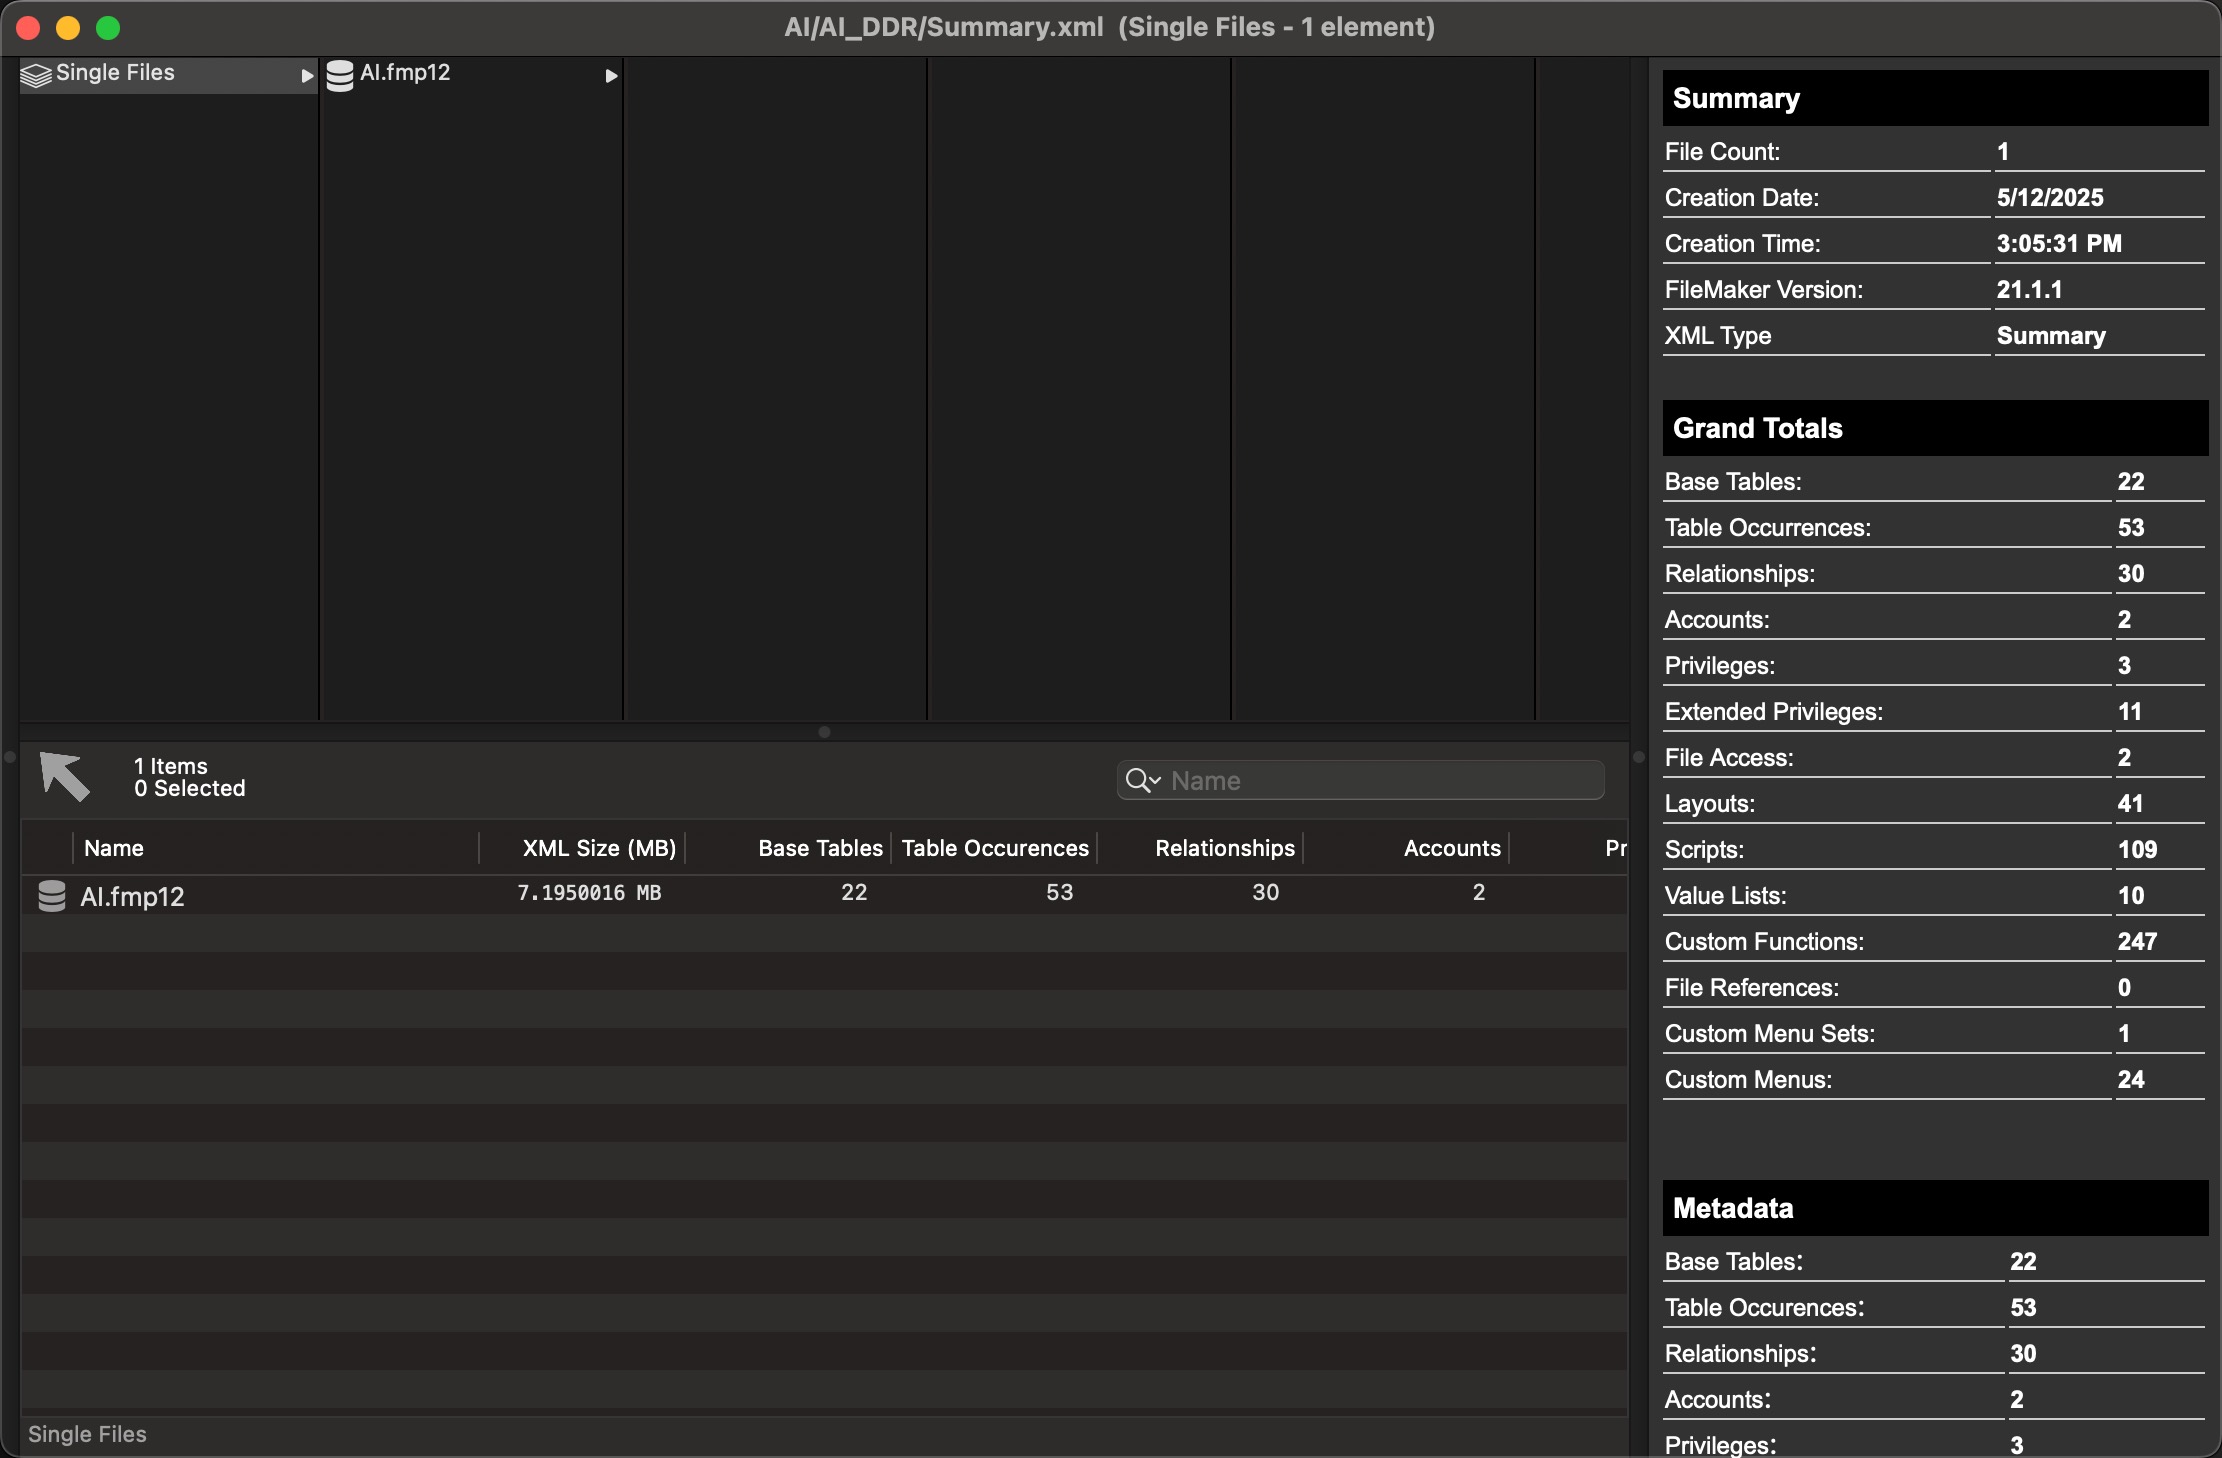 AI/AI_DDR/Summary.xml  (Single Files - 1 element)
Single Files
AI.fmp12
1 Items
0 Selected
Name
Name XML Size (MB) Base Tables Table Occurences Relationships Accounts Pr
AI.fmp12 7.1950016 MB 22 53 30 2
Single Files
Summary
File Count: 1
Creation Date: 5/12/2025
Creation Time: 3:05:31 PM
FileMaker Version: 21.1.1
XML Type Summary
Grand Totals
Base Tables: 22
Table Occurrences: 53
Relationships: 30
Accounts: 2
Privileges: 3
Extended Privileges: 11
File Access: 2
Layouts: 41
Scripts: 109
Value Lists: 10
Custom Functions: 247
File References: 0
Custom Menu Sets: 1
Custom Menus: 24
Metadata
Base Tables: 22
Table Occurences: 53
Relationships: 30
Accounts: 2
Privileges: 3